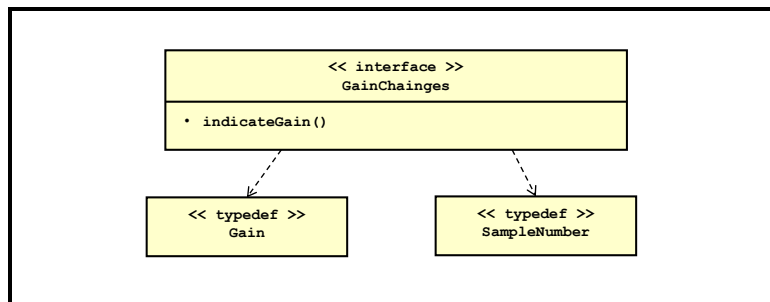 << interface >>
GainChainges
• indicateGain()
<< typedef >>
Gain
<< typedef >>
SampleNumber